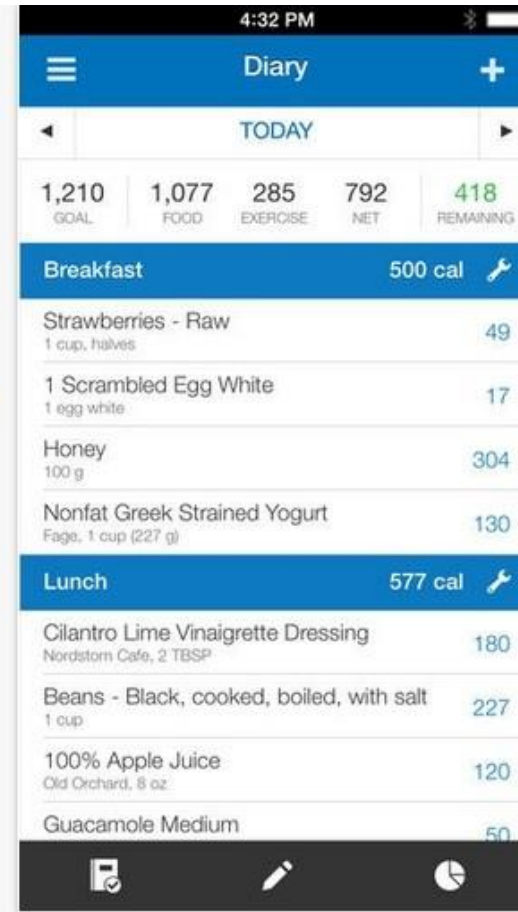 4:32 PM
Diary
TODAY
1,210 1,077 285 792 418
GOAL FOOD EXERCISE NET REMAINING
Breakfast 500 cal
Strawberries - Raw 49
1 cup, halves
1 Scrambled Egg White 17
1 egg white
Honey 304
100 g
Nonfat Greek Strained Yogurt 130
Fage, 1 cup (227 g)
Lunch 577 cal
Cilantro Lime Vinaigrette Dressing 180
Nordstom Cafe, 2 TBSP
Beans - Black, cooked, boiled, with salt 227
1 cup
100% Apple Juice 120
Old Orchard, 8 oz
Guacamole Medium 50